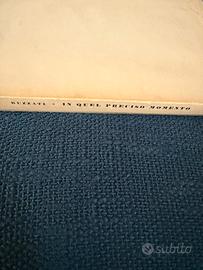 BUZZATI - IN QUEL PRECISO MOMENTO
subito